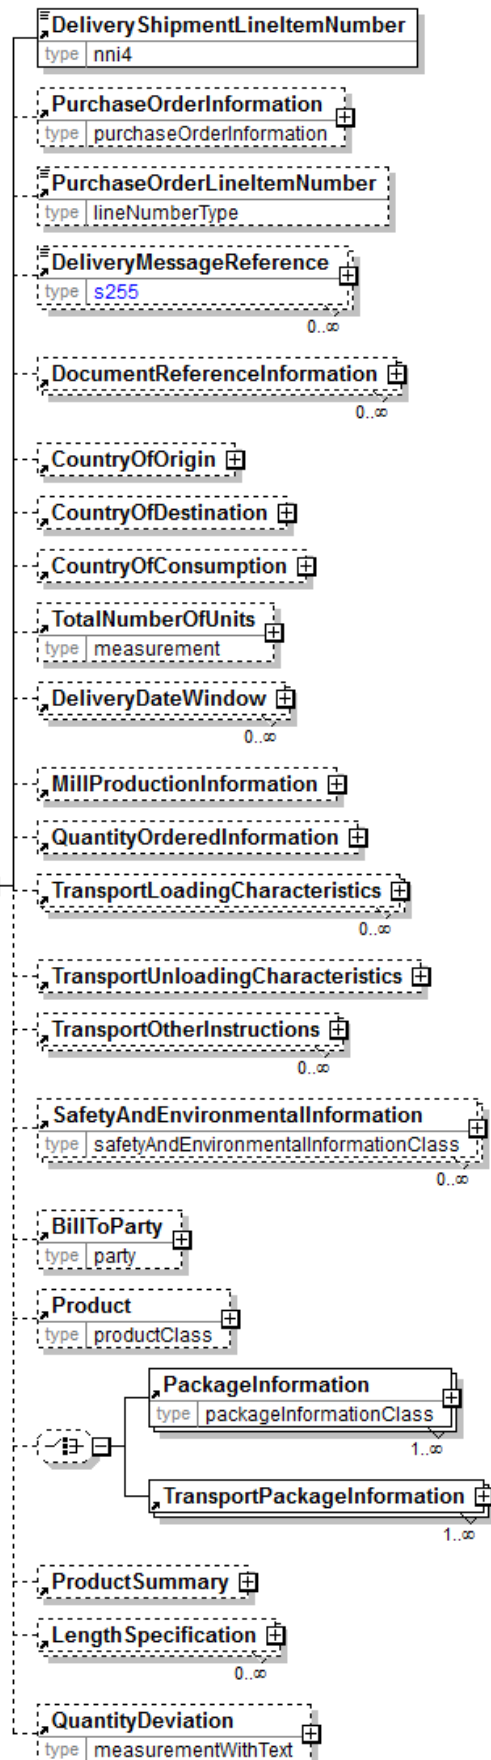 DeliveryShipmentLineItemNumber
type nni4
PurchaseOrderInformation
type purchaseOrderInformation
PurchaseOrderLineItemNumber
type lineNumberType
DeliveryMessageReference
type s255
0..∞
DocumentReferenceInformation
0..∞
CountryOfOrigin
CountryOfDestination
CountryOfConsumption
TotalNumberOfUnits
type measurement
DeliveryDateWindow
0..∞
MillProductionInformation
QuantityOrderedInformation
TransportLoadingCharacteristics
0..∞
TransportUnloadingCharacteristics
TransportOtherInstructions
0..∞
SafetyAndEnvironmentalInformation
type safetyAndEnvironmentalInformationClass
0..∞
BillToParty
type party
Product
type productClass
PackageInformation
type packageInformationClass
1..∞
TransportPackageInformation
1..∞
ProductSummary
LengthSpecification
0..∞
QuantityDeviation
type measurementWithText